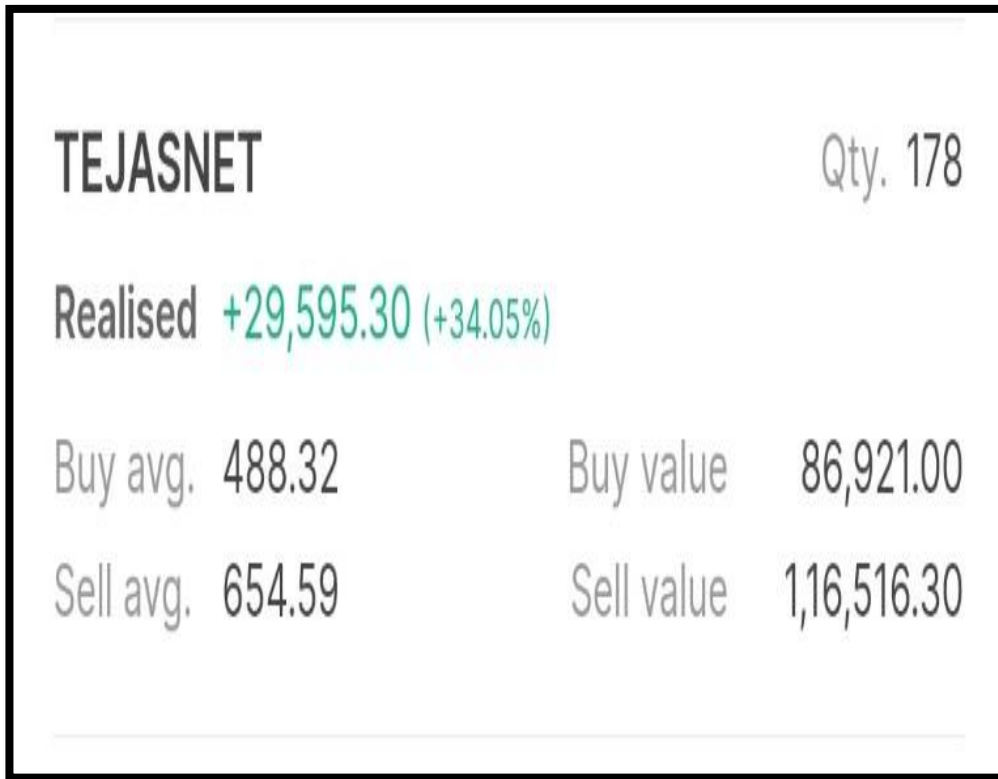 TEJASNET Qty. 178
Realised +29,595.30 (+34.05%)
Buy avg. 488.32 Buy value 86,921.00
Sell avg. 654.59 Sell value 1,16,516.30